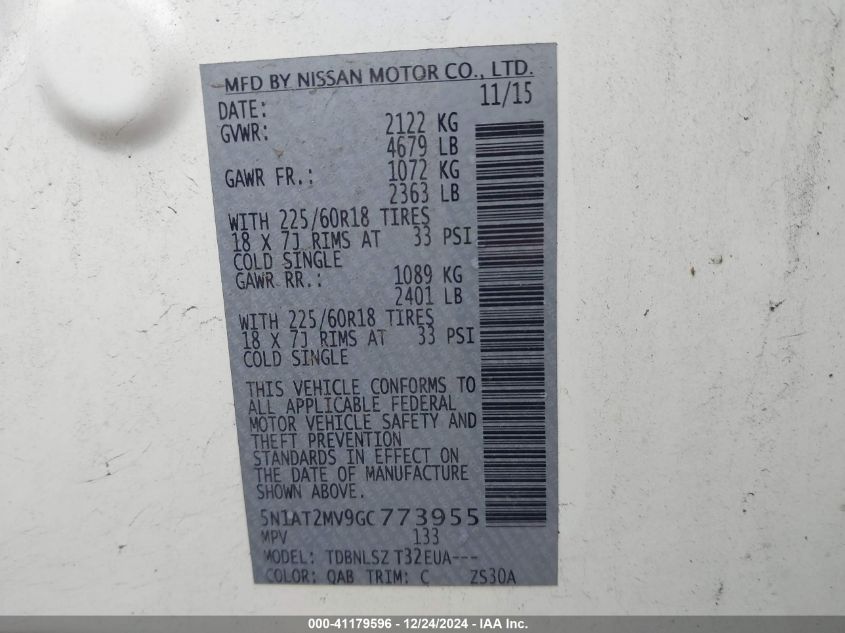 MFD BY NISSAN MOTOR CO., LTD.
DATE: 11/15
GVWR: 2122 KG
4679 LB
GAWR FR.: 1072 KG
2363 LB
WITH 225/60R18 TIRES
18 X 7J RIMS AT 33 PSI
COLD SINGLE
GAWR RR.: 1089 KG
2401 LB
WITH 225/60R18 TIRES
18 X 7J RIMS AT 33 PSI
COLD SINGLE
THIS VEHICLE CONFORMS TO
ALL APPLICABLE FEDERAL
MOTOR VEHICLE SAFETY AND
THEFT PREVENTION
STANDARDS IN EFFECT ON
THE DATE OF MANUFACTURE
SHOWN ABOVE.
5N1AT2MV9GC773955
MPV 133
MODEL: TDBNLSZ T32EUA---
COLOR: QAB TRIM: C ZS30A
000-41179596 - 12/24/2024 - IAA Inc.